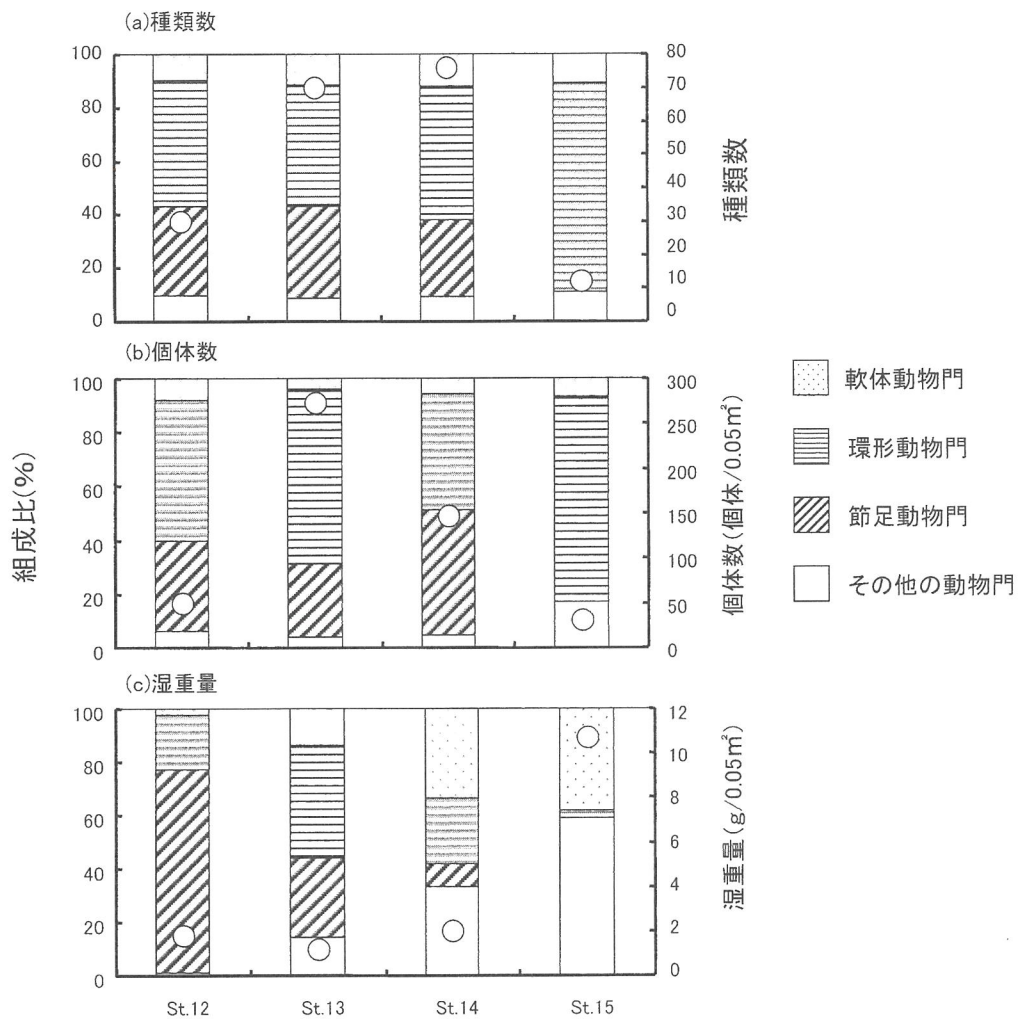 (a)種類数
100
80
60
40
20
0
80
70
60
50
40
30
20
10
0
種類数
(b)個体数
100
80
60
40
20
0
300
250
200
150
100
50
0
個体数(個体/0.05㎡)
組成比(%)
軟体動物門
環形動物門
節足動物門
その他の動物門
(c)湿重量
100
80
60
40
20
0
12
10
8
6
4
2
0
湿重量(g/0.05㎡)
St.12
St.13
St.14
St.15